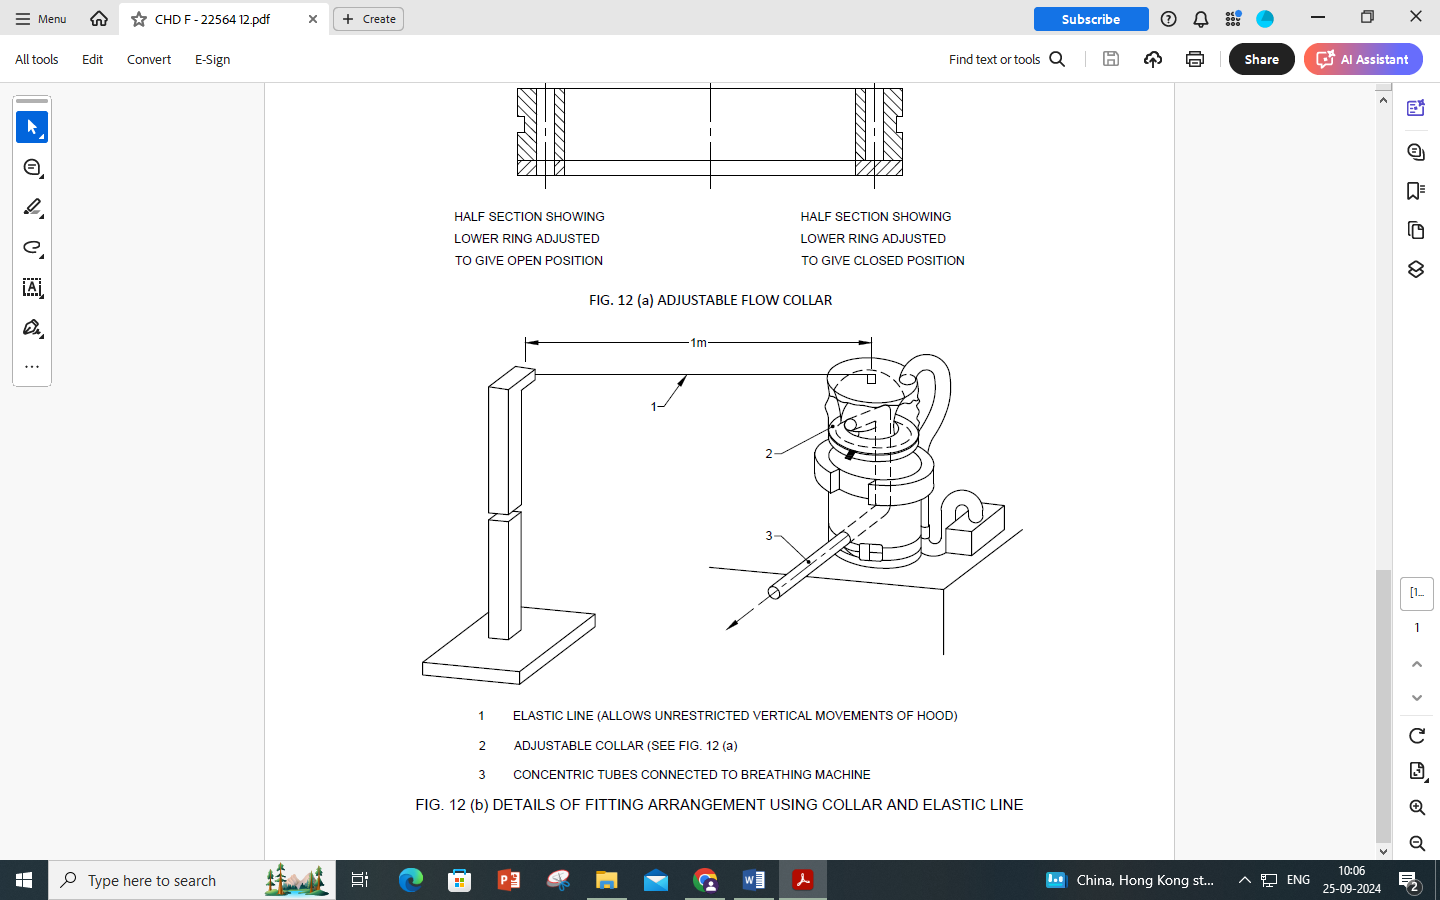 Menu
CHD F - 22564 12.pdf
Create
Subscribe
All tools
Edit
Convert
E-Sign
Find text or tools
Share
AI Assistant
HALF SECTION SHOWING
LOWER RING ADJUSTED
TO GIVE OPEN POSITION
HALF SECTION SHOWING
LOWER RING ADJUSTED
TO GIVE CLOSED POSITION
FIG. 12 (a) ADJUSTABLE FLOW COLLAR
1m
1
2
3
1 ELASTIC LINE (ALLOWS UNRESTRICTED VERTICAL MOVEMENTS OF HOOD)
2 ADJUSTABLE COLLAR (SEE FIG. 12 (a)
3 CONCENTRIC TUBES CONNECTED TO BREATHING MACHINE
FIG. 12 (b) DETAILS OF FITTING ARRANGEMENT USING COLLAR AND ELASTIC LINE
[1...
1
Type here to search
China, Hong Kong st...
ENG
10:06
25-09-2024
2